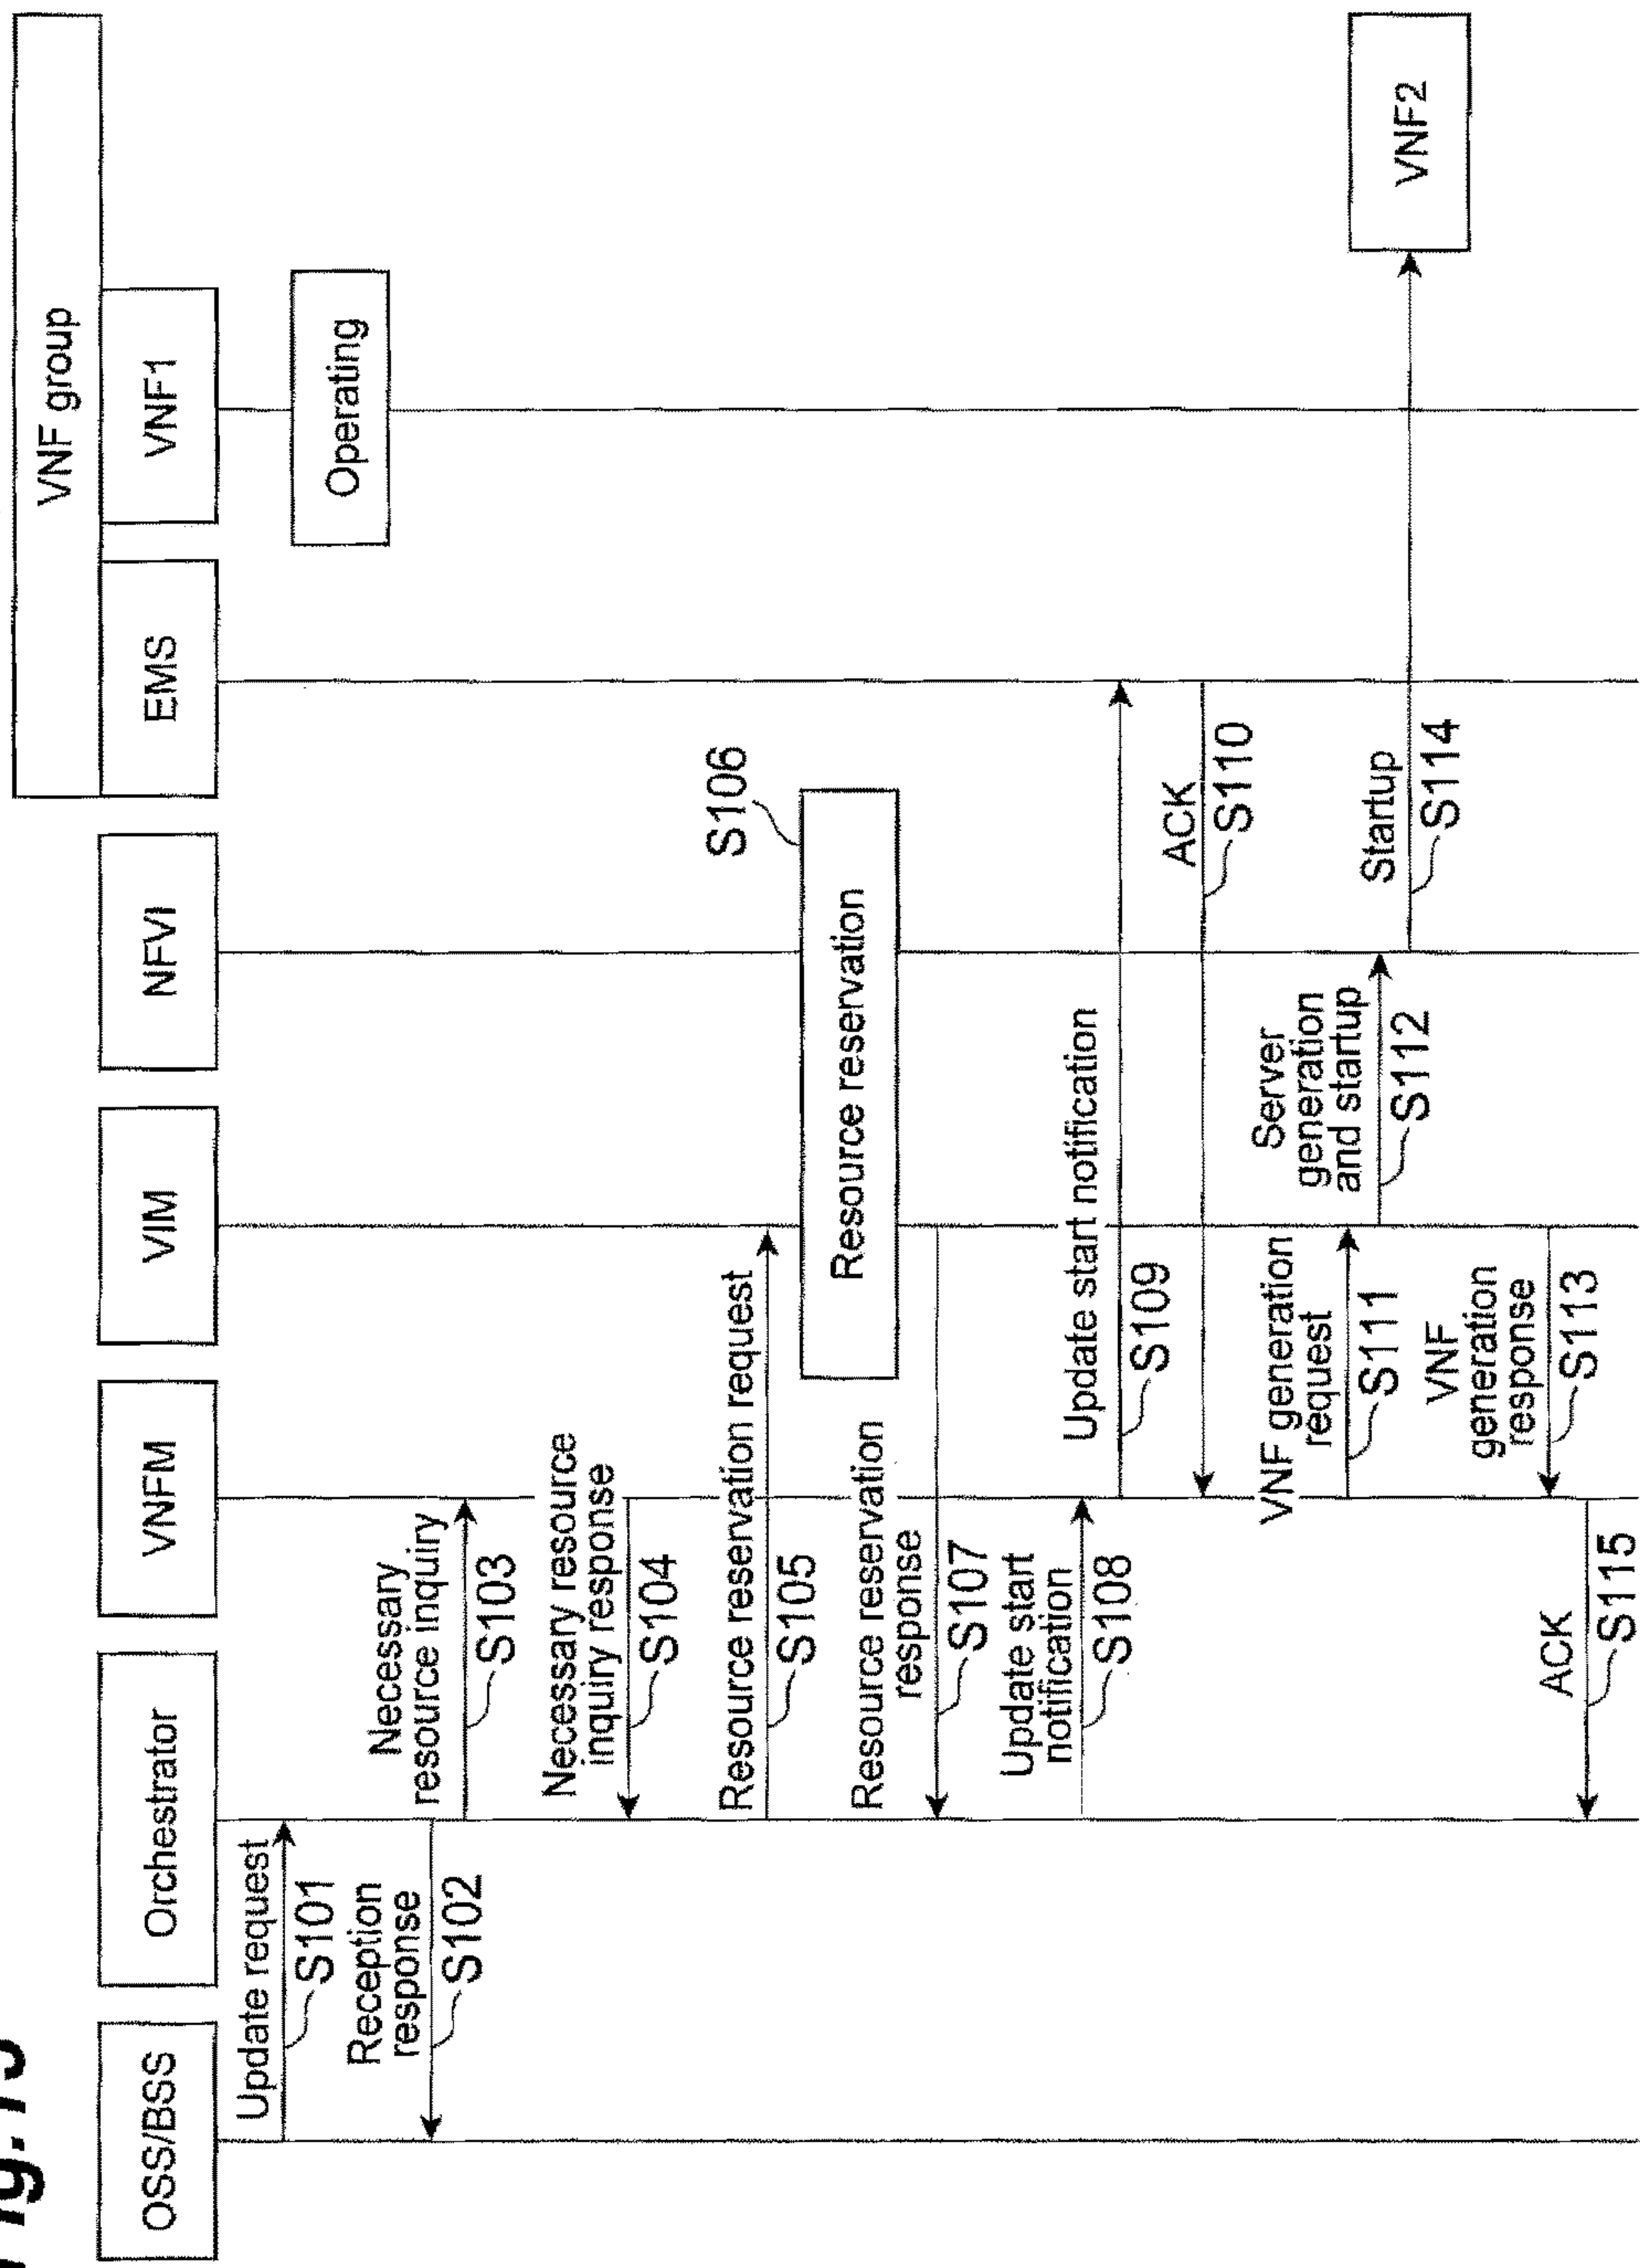 VNF group
OSS/BSS
Orchestrator
VNFM
VIM
NFVI
EMS
VNF1
Operating
Update request
S101
Reception
response
S102
Necessary
resource inquiry
S103
Necessary resource
inquiry response
S104
Resource reservation request
S105
S106
Resource reservation
Resource reservation
response
S107
Update start
notification
S108
Update start notification
S109
ACK
S110
VNF generation
request
S111
Server
generation
and startup
S112
Startup
S114
VNF2
VNF
generation
response
S113
ACK
S115